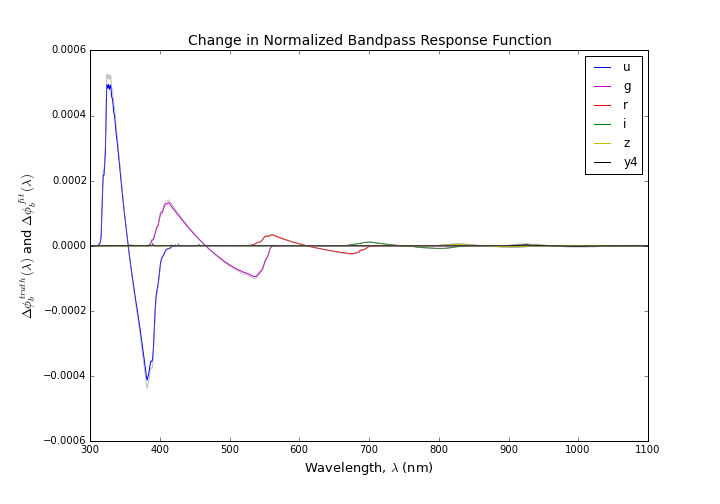 Change in Normalized Bandpass Response Function
0.0006
0.0004
0.0002
0.0000
−0.0002
−0.0004
−0.0006
Δϕ_b^{truth}(λ) and Δϕ_b^{fit}(λ)
u
g
r
i
z
y4
300 400 500 600 700 800 900 1000 1100
Wavelength, λ (nm)